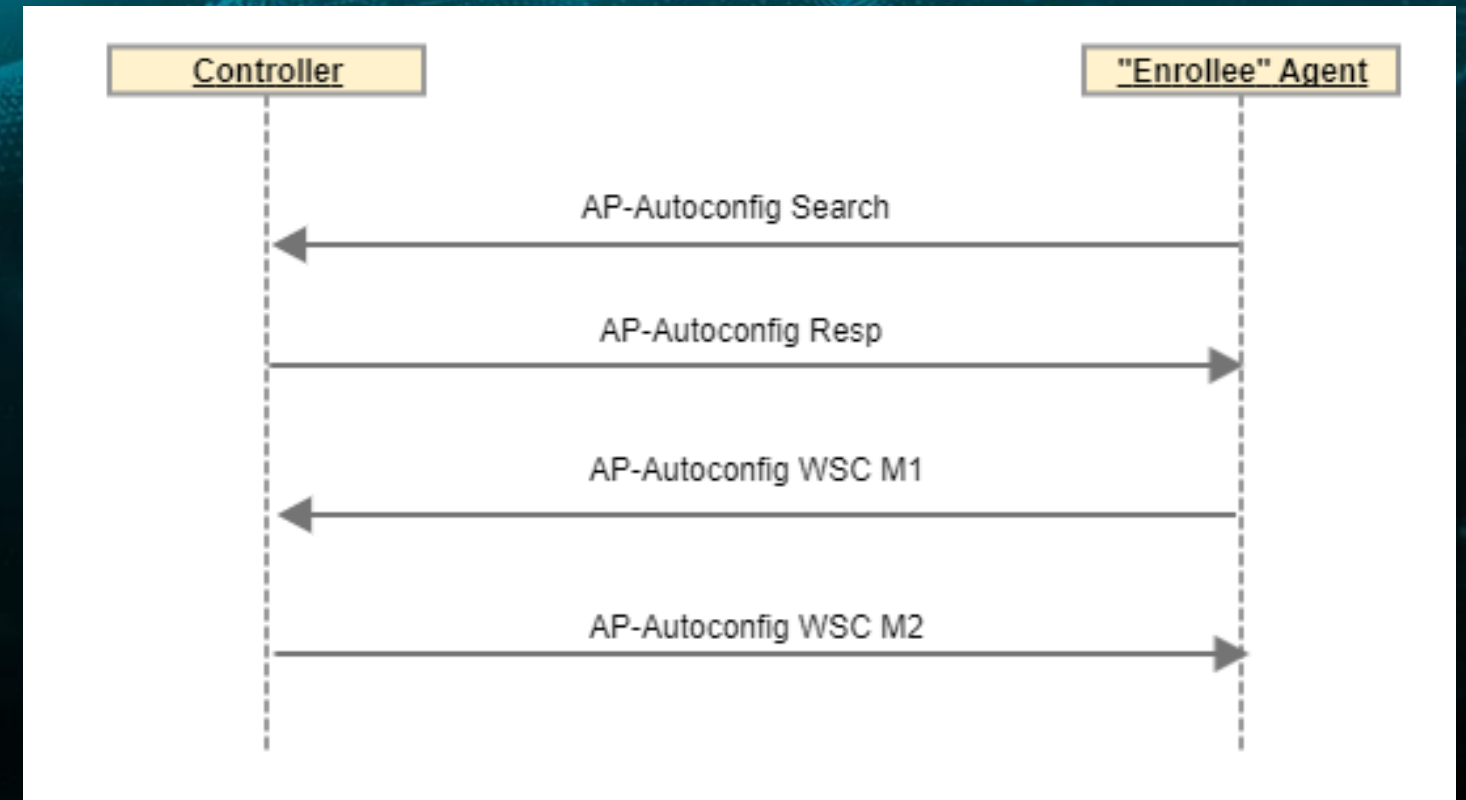 Controller
"Enrollee" Agent
AP-Autoconfig Search
AP-Autoconfig Resp
AP-Autoconfig WSC M1
AP-Autoconfig WSC M2